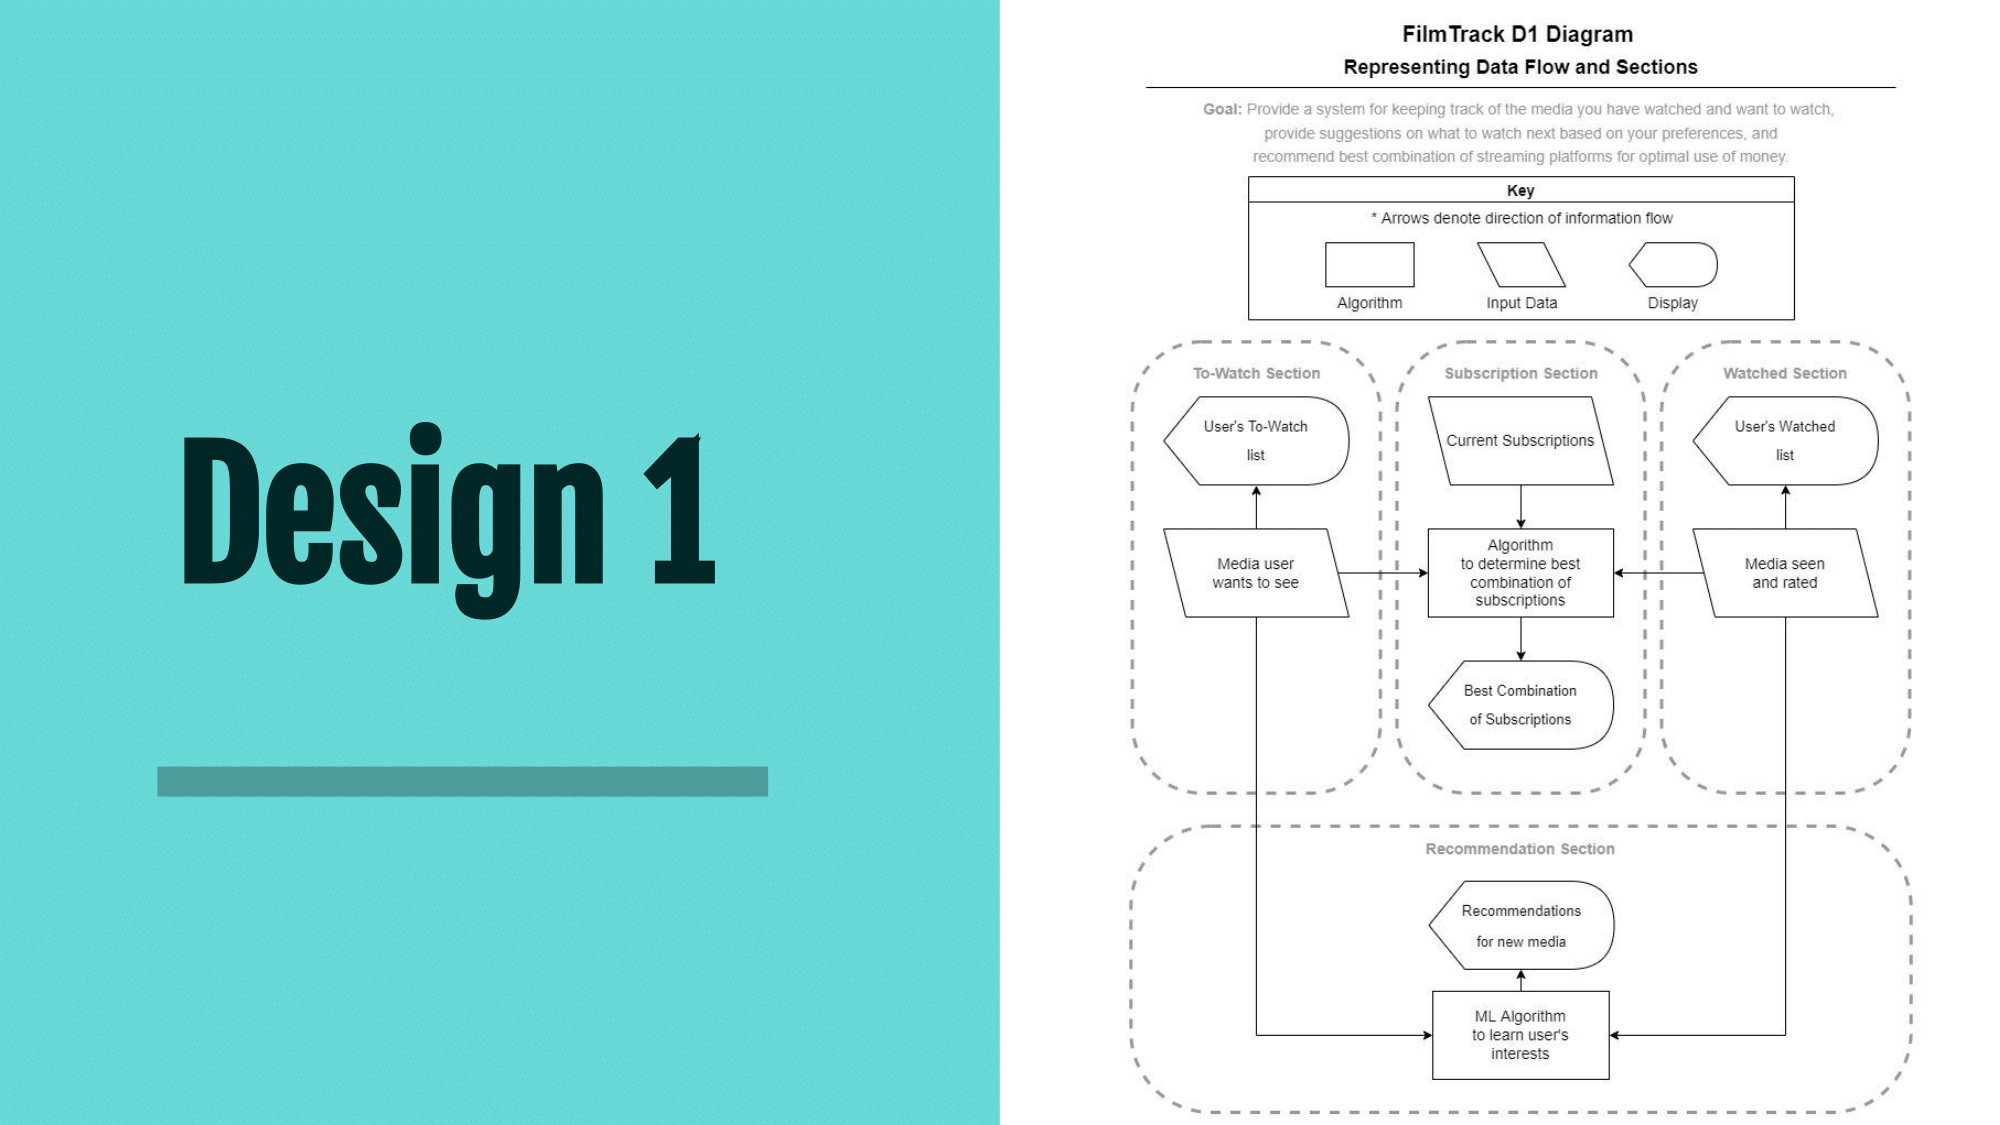 Design 1
FilmTrack D1 Diagram
Representing Data Flow and Sections
Goal: Provide a system for keeping track of the media you have watched and want to watch,
provide suggestions on what to watch next based on your preferences, and
recommend best combination of streaming platforms for optimal use of money.
Key
* Arrows denote direction of information flow
Algorithm
Input Data
Display
To-Watch Section
User's To-Watch
list
Media user
wants to see
Subscription Section
Current Subscriptions
Algorithm
to determine best
combination of
subscriptions
Best Combination
of Subscriptions
Watched Section
User's Watched
list
Media seen
and rated
Recommendation Section
Recommendations
for new media
ML Algorithm
to learn user's
interests